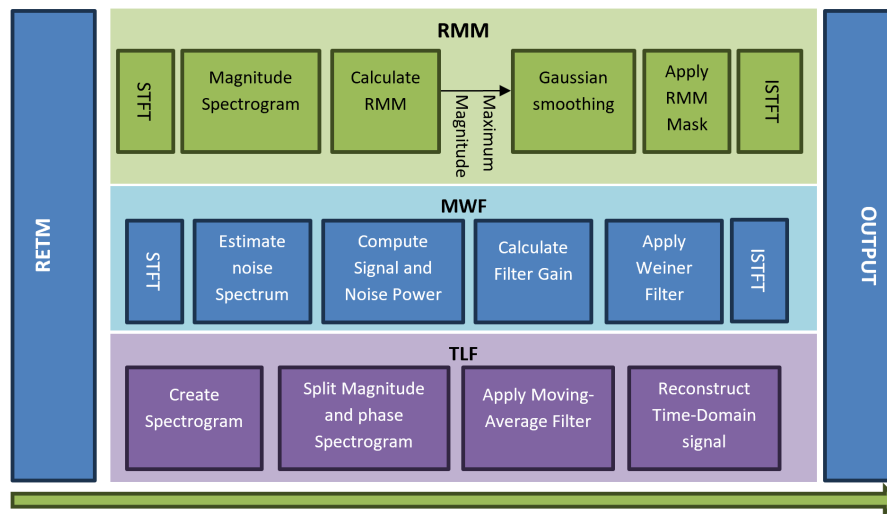 RETM
RMM
STFT
Magnitude
Spectrogram
Calculate
RMM
Maximum
Magnitude
Gaussian
smoothing
Apply
RMM
Mask
ISTFT
MWF
STFT
Estimate
noise
Spectrum
Compute
Signal and
Noise Power
Calculate
Filter Gain
Apply
Weiner
Filter
ISTFT
TLF
Create
Spectrogram
Split Magnitude
and phase
Spectrogram
Apply Moving-
Average Filter
Reconstruct
Time-Domain
signal
OUTPUT